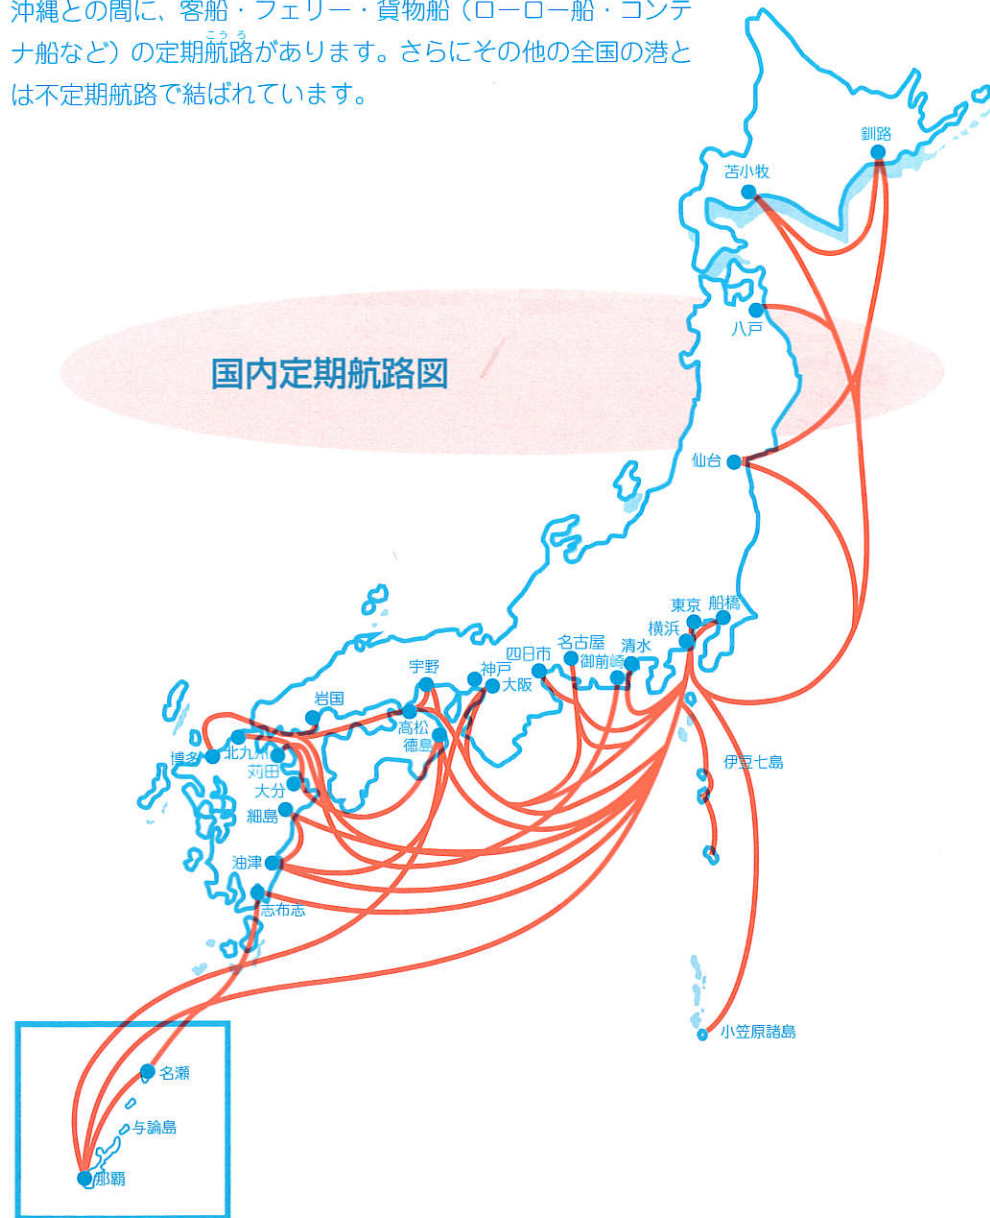 沖縄との間に、客船・フェリー・貨物船（ローロー船・コンテ
こうろ
ナ船など）の定期航路があります。さらにその他の全国の港と
は不定期航路で結ばれています。
釧路
苫小牧
八戸
国内定期航路図
仙台
東京
船橋
横浜
名古屋
清水
四日市
御前崎
宇野
神戸
大阪
岩国
高松
徳島
博多
北九州
苅田
大分
伊豆七島
細島
油津
志布志
小笠原諸島
名瀬
与論島
那覇